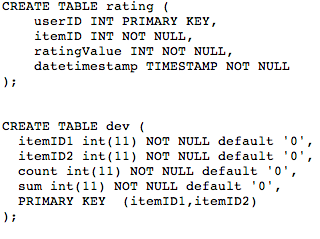 CREATE TABLE rating (
    userID INT PRIMARY KEY,
    itemID INT NOT NULL,
    ratingValue INT NOT NULL,
    datetimestamp TIMESTAMP NOT NULL
);
CREATE TABLE dev (
  itemID1 int(11) NOT NULL default '0',
  itemID2 int(11) NOT NULL default '0',
  count int(11) NOT NULL default '0',
  sum int(11) NOT NULL default '0',
  PRIMARY KEY  (itemID1,itemID2)
);